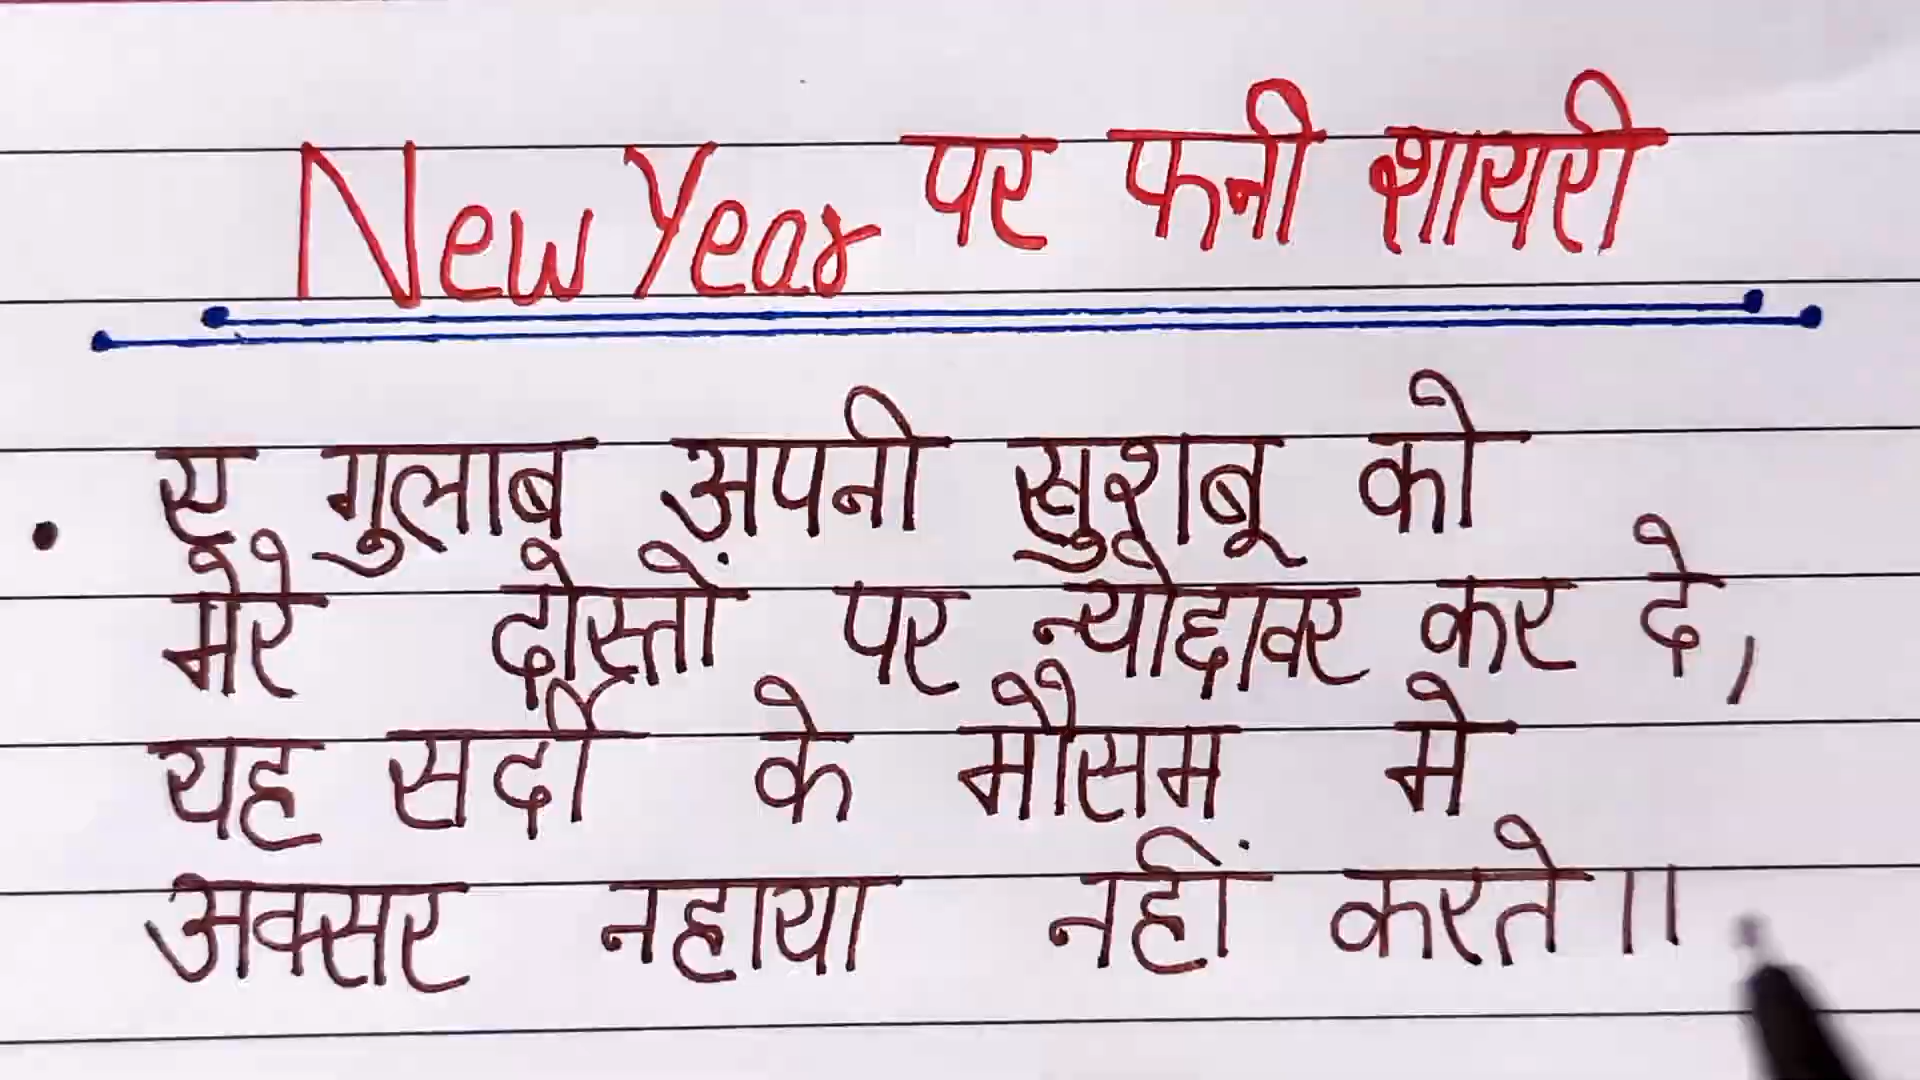 New Year पर फनी शायरी
• ए गुलाब अपनी खुशबू को
मेरे दोस्तों पर न्योद्दावर कर दे,
यह सर्दी के मौसम मे
अक्सर नहाया नहीं करते।।